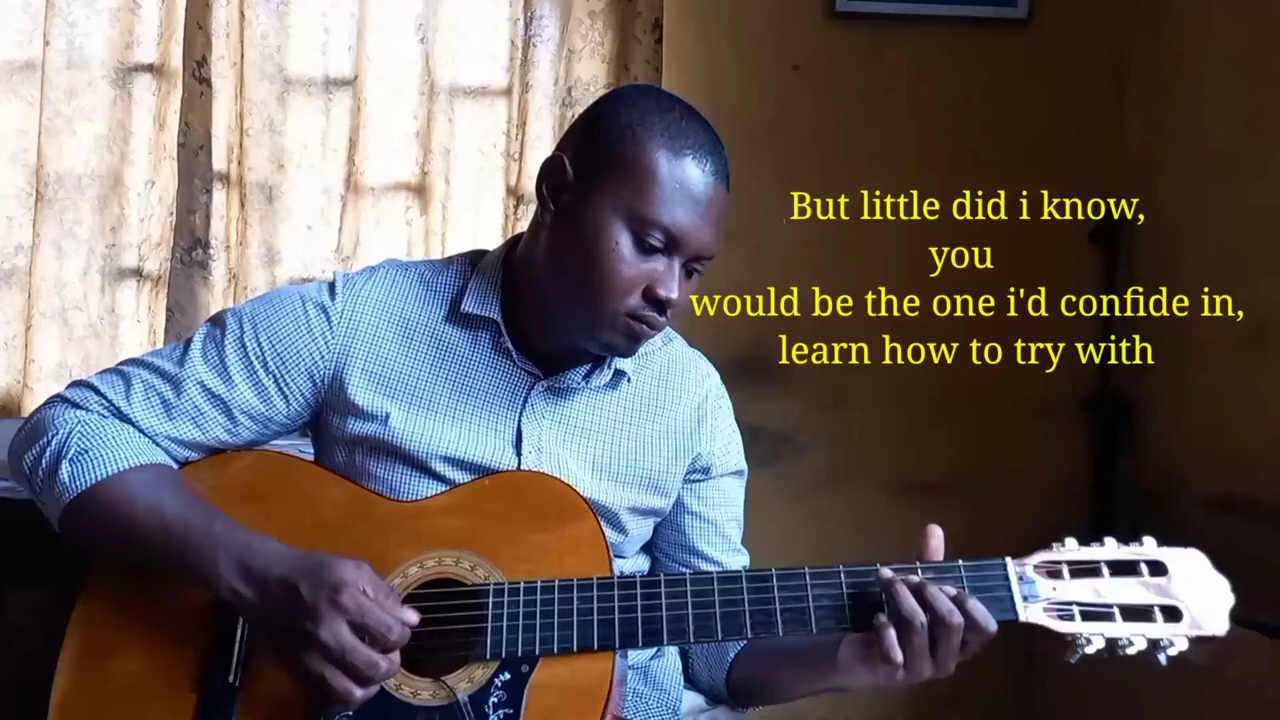 But little did i know,
you
would be the one i'd confide in,
learn how to try with